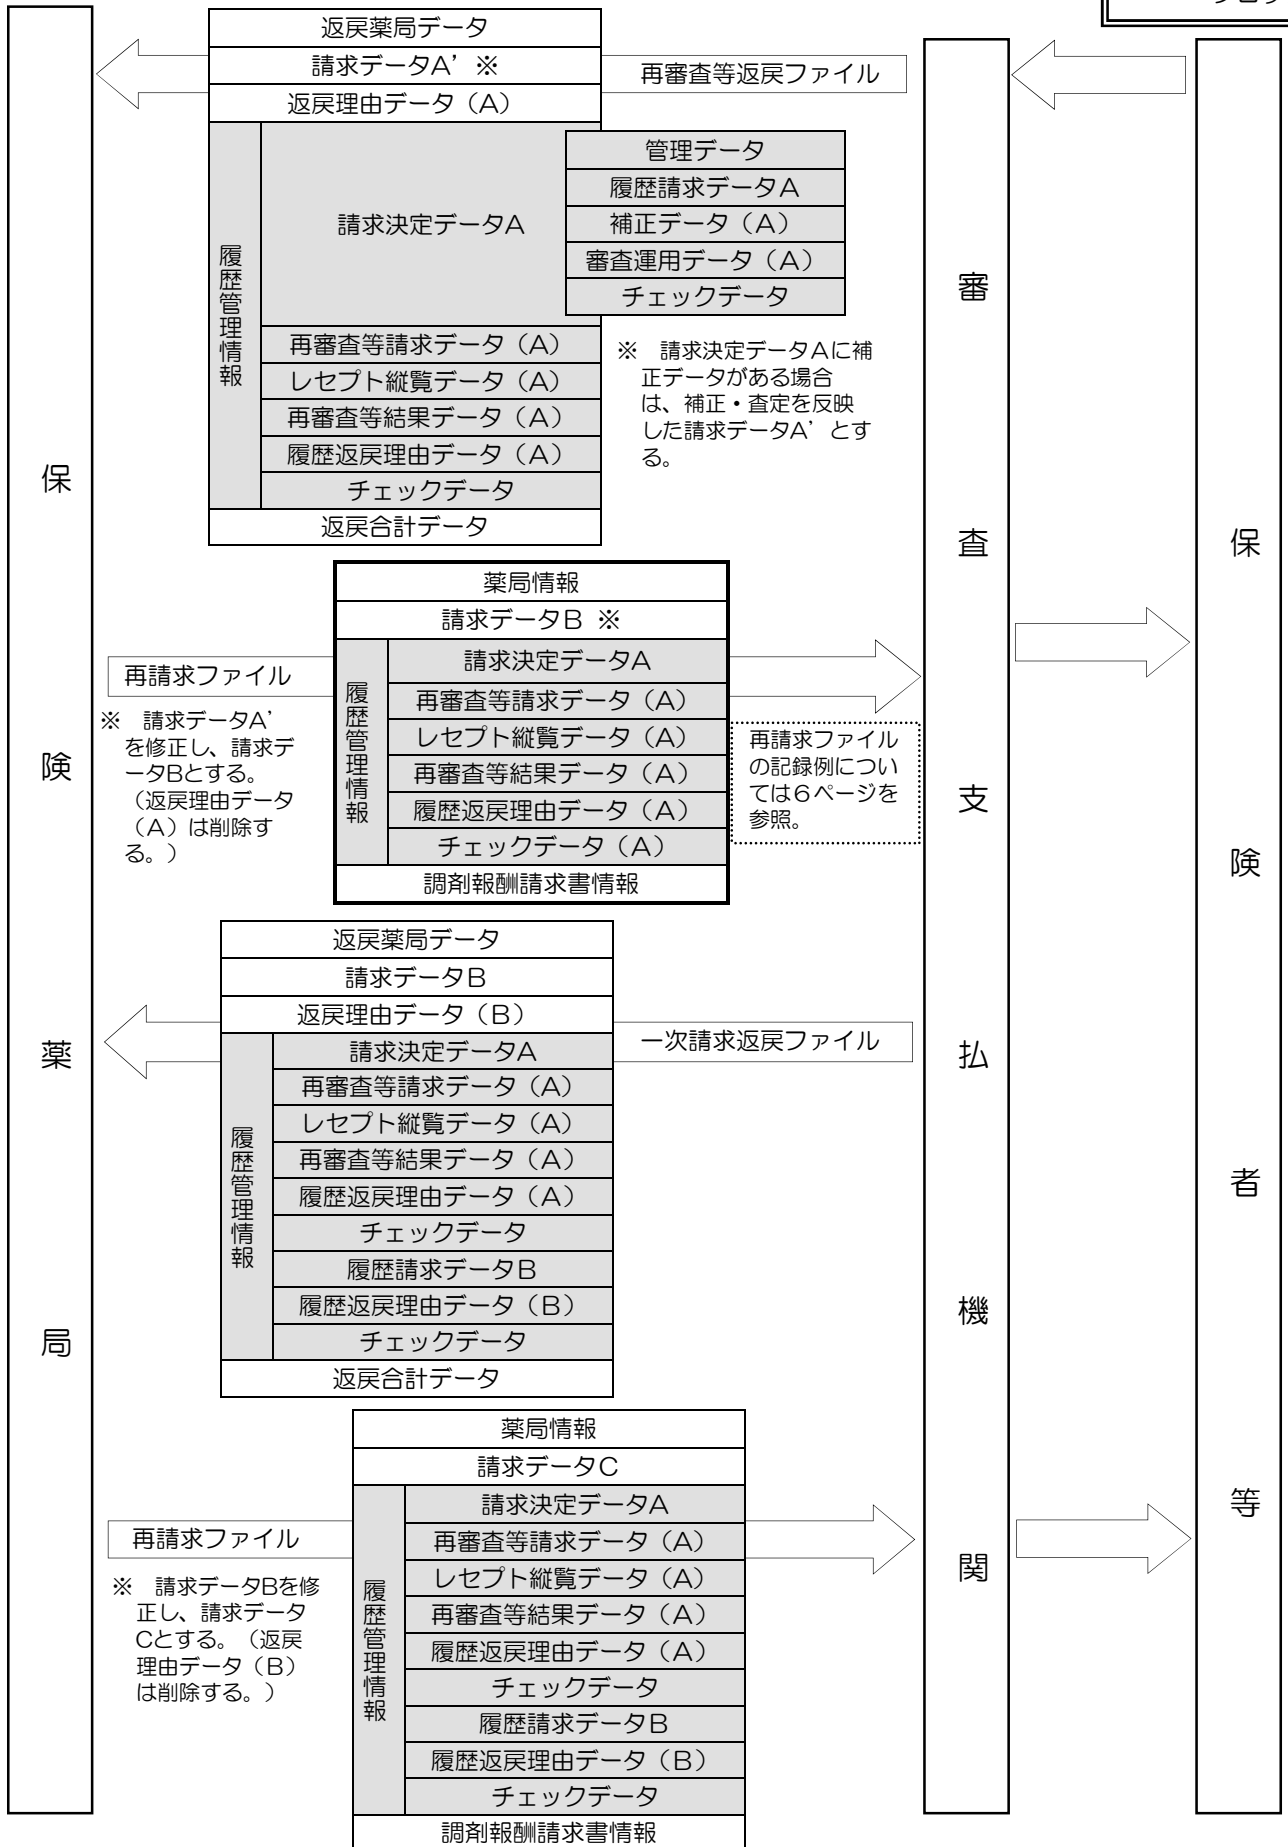 保険薬局
返戻薬局データ
請求データA’ ※
返戻理由データ（A）
履歴管理情報
請求決定データA
管理データ
履歴請求データA
補正データ（A）
審査運用データ（A）
チェックデータ
再審査等請求データ（A）
レセプト縦覧データ（A）
再審査等結果データ（A）
履歴返戻理由データ（A）
チェックデータ
返戻合計データ
再審査等返戻ファイル
※　請求決定データAに補
正データがある場合
は、補正・査定を反映
した請求データA’とす
る。
再請求ファイル
※　請求データA’
を修正し、請求デ
ータBとする。
（返戻理由データ
（A）は削除す
る。）
薬局情報
請求データB ※
履歴管理情報
請求決定データA
再審査等請求データ（A）
レセプト縦覧データ（A）
再審査等結果データ（A）
履歴返戻理由データ（A）
チェックデータ（A）
調剤報酬請求書情報
再請求ファイル
の記録例につい
ては6ページを
参照。
返戻薬局データ
請求データB
返戻理由データ（B）
履歴管理情報
請求決定データA
再審査等請求データ（A）
レセプト縦覧データ（A）
再審査等結果データ（A）
履歴返戻理由データ（A）
チェックデータ
履歴請求データB
履歴返戻理由データ（B）
チェックデータ
返戻合計データ
一次請求返戻ファイル
再請求ファイル
※　請求データBを修
正し、請求データ
Cとする。（返戻
理由データ（B）
は削除する。）
薬局情報
請求データC
履歴管理情報
請求決定データA
再審査等請求データ（A）
レセプト縦覧データ（A）
再審査等結果データ（A）
履歴返戻理由データ（A）
チェックデータ
履歴請求データB
履歴返戻理由データ（B）
チェックデータ
調剤報酬請求書情報
審査支払機関
保険者等